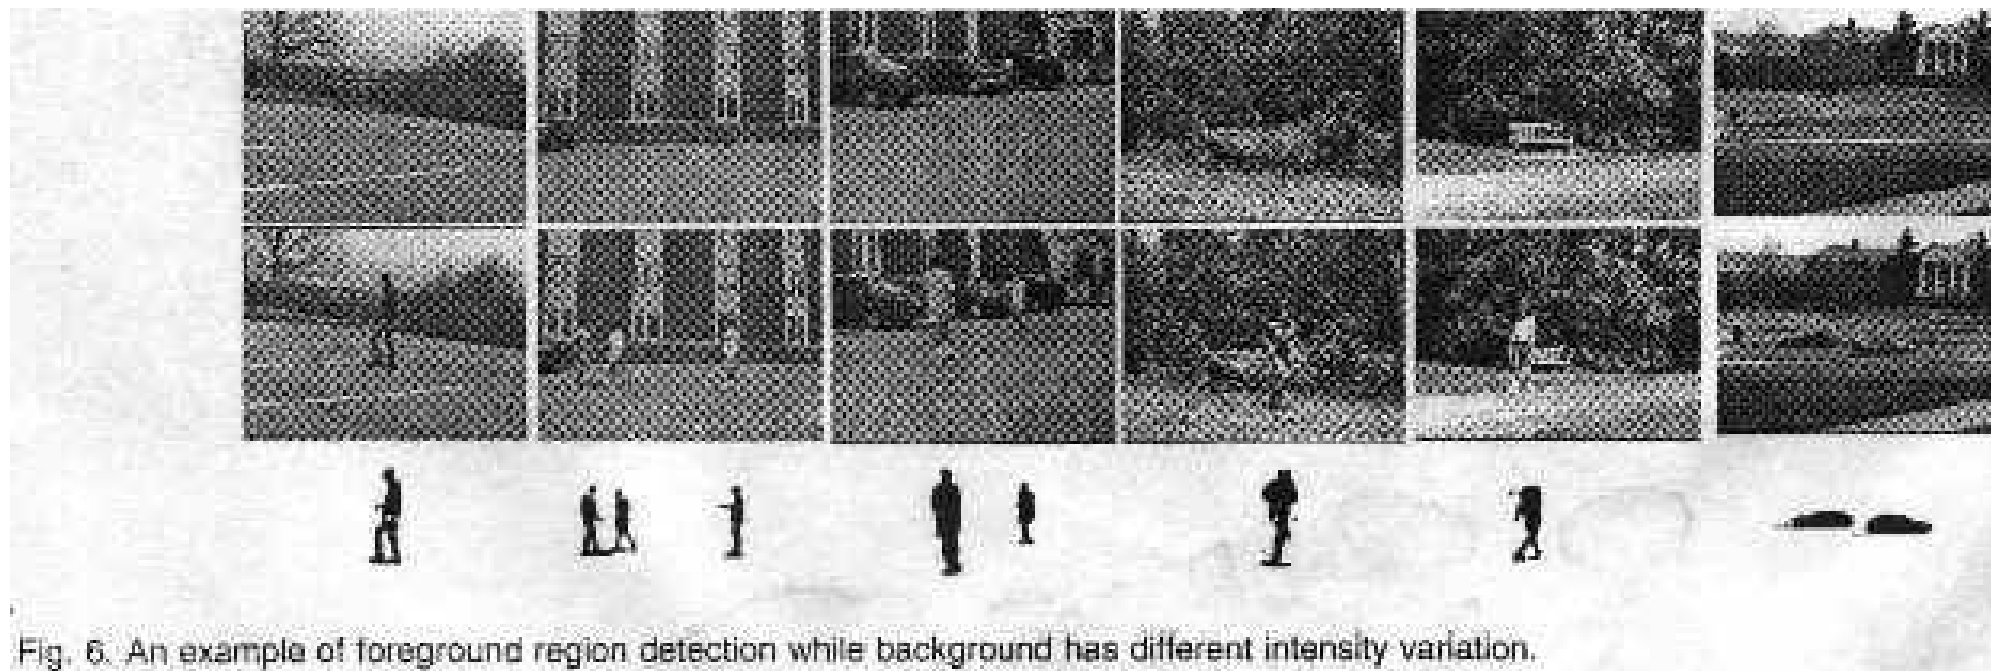 Fig. 6. An example of foreground region detection while background has different intensity variation.